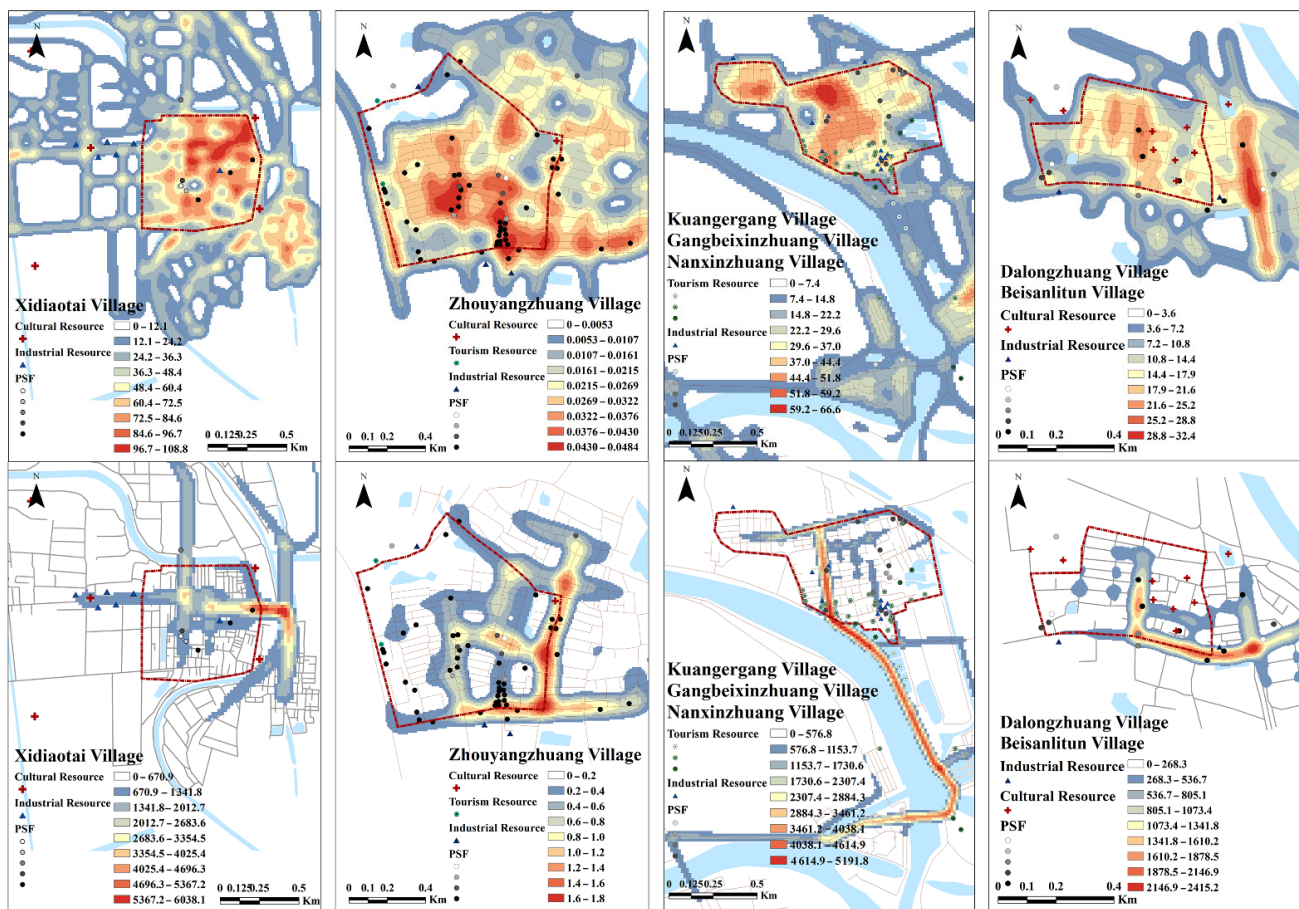 N
Xidiaotai Village
Cultural Resource
Industrial Resource
PSF
0 – 12.1
12.1 – 24.2
24.2 – 36.3
36.3 – 48.4
48.4 – 60.4
60.4 – 72.5
72.5 – 84.6
84.6 – 96.7
96.7 – 108.8
0 0.125 0.25 0.5
Km
N
Zhouyangzhuang Village
Cultural Resource
Tourism Resource
Industrial Resource
PSF
0 – 0.0053
0.0053 – 0.0107
0.0107 – 0.0161
0.0161 – 0.0215
0.0215 – 0.0269
0.0269 – 0.0322
0.0322 – 0.0376
0.0376 – 0.0430
0.0430 – 0.0484
0 0.1 0.2 0.4
Km
N
Kuangergang Village
Gangbeixinzhuang Village
Nanxinzhuang Village
Tourism Resource
Industrial Resource
PSF
0 – 7.4
7.4 – 14.8
14.8 – 22.2
22.2 – 29.6
29.6 – 37.0
37.0 – 44.4
44.4 – 51.8
51.8 – 59.2
59.2 – 66.6
0 0.125 0.25 0.5
Km
N
Dalongzhuang Village
Beisanlitun Village
Cultural Resource
Industrial Resource
PSF
0 – 3.6
3.6 – 7.2
7.2 – 10.8
10.8 – 14.4
14.4 – 17.9
17.9 – 21.6
21.6 – 25.2
25.2 – 28.8
28.8 – 32.4
0 0.1 0.2 0.4
Km
N
Xidiaotai Village
Cultural Resource
Industrial Resource
PSF
0 – 670.9
670.9 – 1341.8
1341.8 – 2012.7
2012.7 – 2683.6
2683.6 – 3354.5
3354.5 – 4025.4
4025.4 – 4696.3
4696.3 – 5367.2
5367.2 – 6038.1
0 0.125 0.25 0.5
Km
N
Zhouyangzhuang Village
Cultural Resource
Tourism Resource
Industrial Resource
PSF
0 – 0.2
0.2 – 0.4
0.4 – 0.6
0.6 – 0.8
0.8 – 1.0
1.0 – 1.2
1.2 – 1.4
1.4 – 1.6
1.6 – 1.8
0 0.1 0.2 0.4
Km
N
Kuangergang Village
Gangbeixinzhuang Village
Nanxinzhuang Village
Tourism Resource
Industrial Resource
PSF
0 – 576.8
576.8 – 1153.7
1153.7 – 1730.6
1730.6 – 2307.4
2307.4 – 2884.3
2884.3 – 3461.2
3461.2 – 4038.1
4038.1 – 4614.9
4614.9 – 5191.8
0 0.125 0.25 0.5
Km
N
Dalongzhuang Village
Beisanlitun Village
Industrial Resource
Cultural Resource
PSF
0 – 268.3
268.3 – 536.7
536.7 – 805.1
805.1 – 1073.4
1073.4 – 1341.8
1341.8 – 1610.2
1610.2 – 1878.5
1878.5 – 2146.9
2146.9 – 2415.2
0 0.1 0.2 0.4
Km